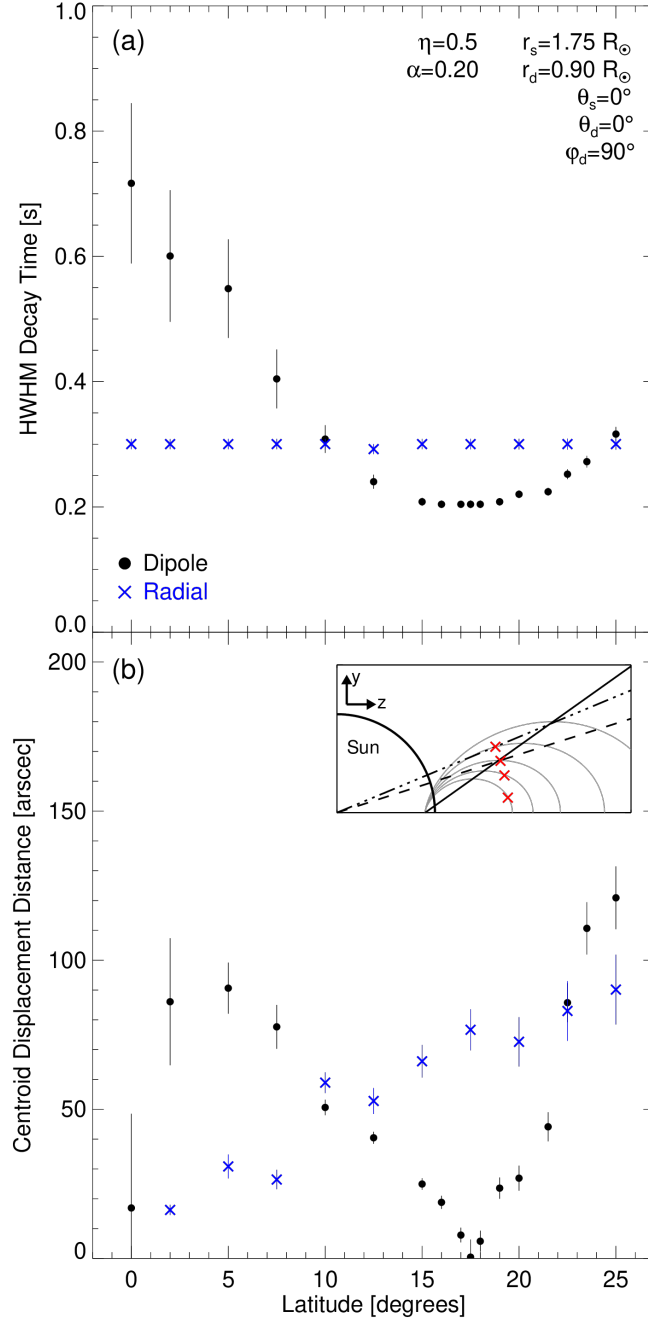 (a)
η=0.5 r_s=1.75 R_☉
α=0.20 r_d=0.90 R_☉
θ_s=0°
θ_d=0°
φ_d=90°
1.0
0.8
0.6
0.4
0.2
0.0
HWHM Decay Time [s]
Dipole
Radial
(b)
y
z
Sun
200
150
100
50
0
Centroid Displacement Distance [arscec]
0 5 10 15 20 25
Latitude [degrees]